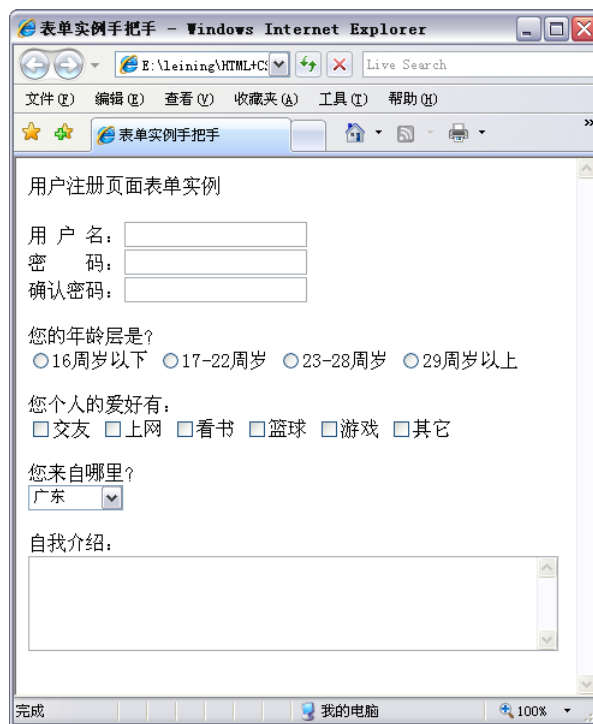 表单实例手把手 - Windows Internet Explorer
E:\leining\HTML+CS
Live Search
文件(F) 编辑(E) 查看(V) 收藏夹(A) 工具(T) 帮助(H)
表单实例手把手
»
用户注册页面表单实例
用 户 名：
密 码：
确认密码：
您的年龄层是？
16周岁以下 17-22周岁 23-28周岁 29周岁以上
您个人的爱好有：
交友 上网 看书 篮球 游戏 其它
您来自哪里？
广东
自我介绍：
完成 我的电脑 100%